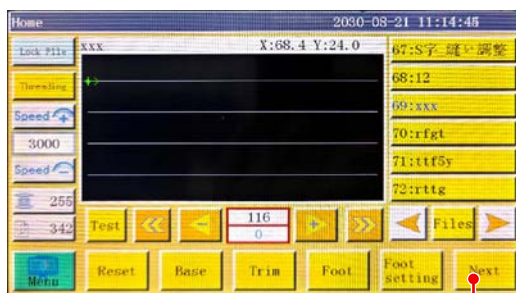 Home 2030-08-21 11:14:45
Lock Pile
xxx X:68.4 Y:24.0
67:S字_縫い調整
Threading
68:12
Speed
69:xxx
3000
70:rfgt
Speed
71:ttf5y
255
72:rttg
342
Test 116 Files
0
Menu Reset Base Trim Foot Foot setting Next